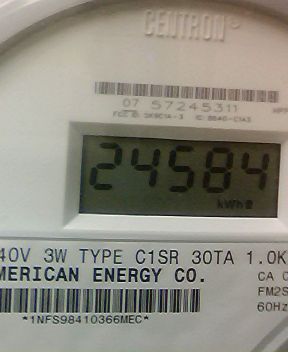 CENTRON®
07 57245311
24584
kWh
40V 3W TYPE C1SR 30TA 1.0K
MERICAN ENERGY CO.
CA
FM2S
60Hz
*1NFS98410366MEC*